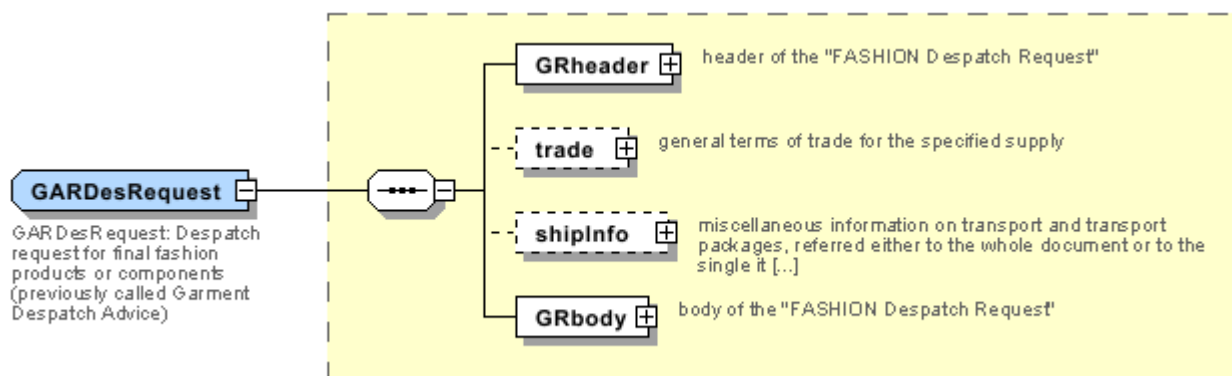 GRheader
header of the "FASHION Despatch Request"
trade
general terms of trade for the specified supply
GARDesRequest
GARDesRequest: Despatch
request for final fashion
products or components
(previously called Garment
Despatch Advice)
shipInfo
miscellaneous information on transport and transport
packages, referred either to the whole document or to the
single it [...]
GRbody
body of the "FASHION Despatch Request"